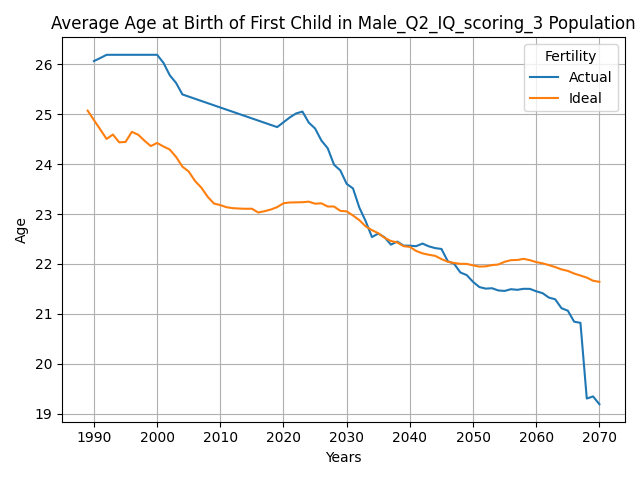 Average Age at Birth of First Child in Male_Q2_IQ_scoring_3 Population
Fertility
Actual
Ideal
Age
26
25
24
23
22
21
20
19
1990 2000 2010 2020 2030 2040 2050 2060 2070
Years